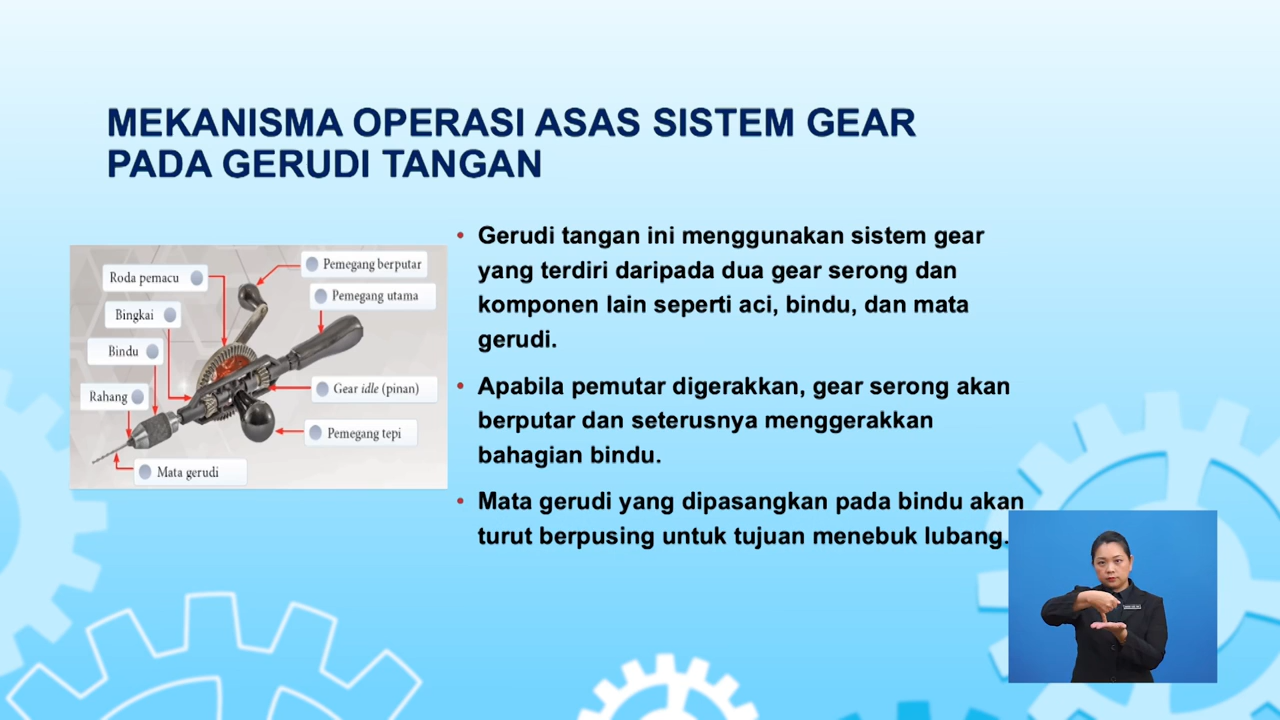 MEKANISMA OPERASI ASAS SISTEM GEAR
PADA GERUDI TANGAN
Roda pemacu
Bingkai
Bindu
Rahang
Mata gerudi
Pemegang berputar
Pemegang utama
Gear idle (pinan)
Pemegang tepi
• Gerudi tangan ini menggunakan sistem gear
yang terdiri daripada dua gear serong dan
komponen lain seperti aci, bindu, dan mata
gerudi.
• Apabila pemutar digerakkan, gear serong akan
berputar dan seterusnya menggerakkan
bahagian bindu.
• Mata gerudi yang dipasangkan pada bindu akan
turut berpusing untuk tujuan menebuk lubang.